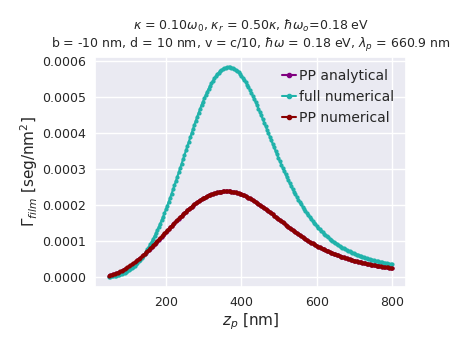 κ = 0.10ω₀, κᵣ = 0.50κ, ℏωₒ=0.18 eV
b = -10 nm, d = 10 nm, v = c/10, ℏω = 0.18 eV, λₚ = 660.9 nm
0.0006
0.0005
0.0004
0.0003
0.0002
0.0001
0.0000
Γ_film [seg/nm²]
PP analytical
full numerical
PP numerical
200 400 600 800
zₚ [nm]